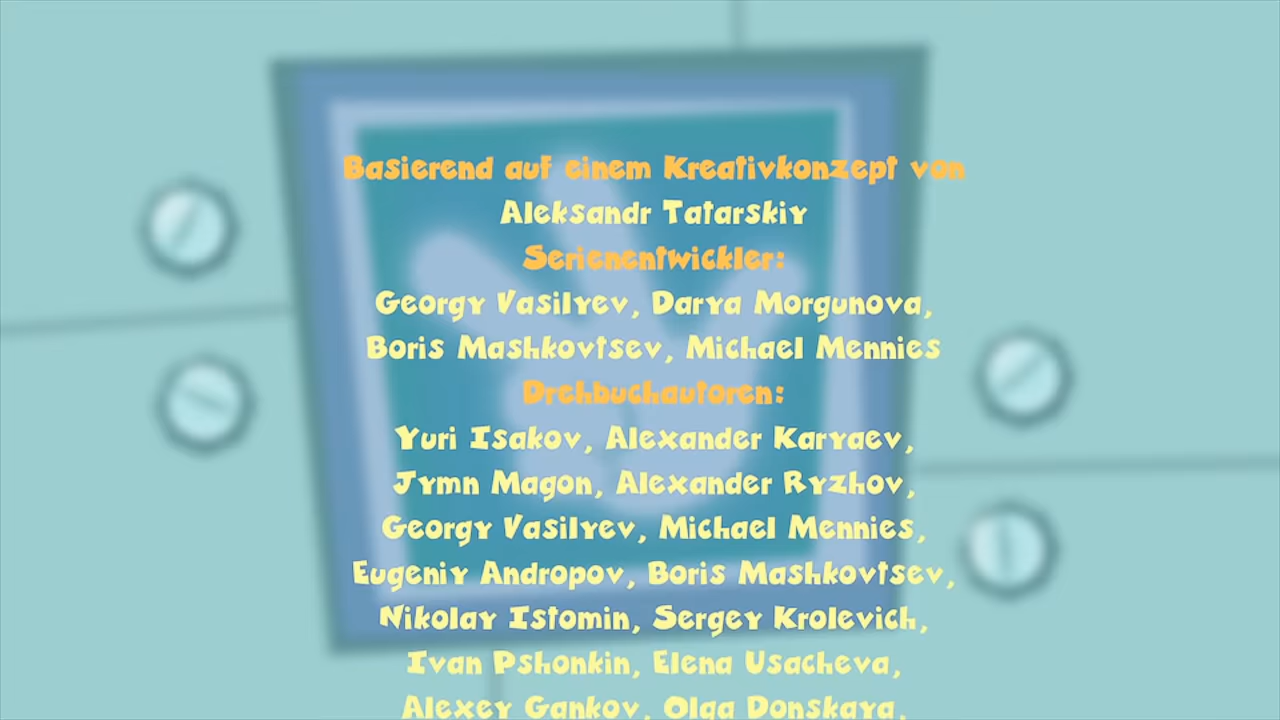 Basierend auf einem Kreativkonzept von
Aleksandr Tatarskiy
Serienentwickler:
Georgy Vasilyev, Darya Morgunova,
Boris Mashkovtsev, Michael Mennies
Drehbuchautoren:
Yuri Isakov, Alexander Karyaev,
Jymn Magon, Alexander Ryzhov,
Georgy Vasilyev, Michael Mennies,
Eugeniy Andropov, Boris Mashkovtsev,
Nikolay Istomin, Sergey Krolevich,
Ivan Pshonkin, Elena Usacheva,
Alexey Gankov, Olga Donskaya,